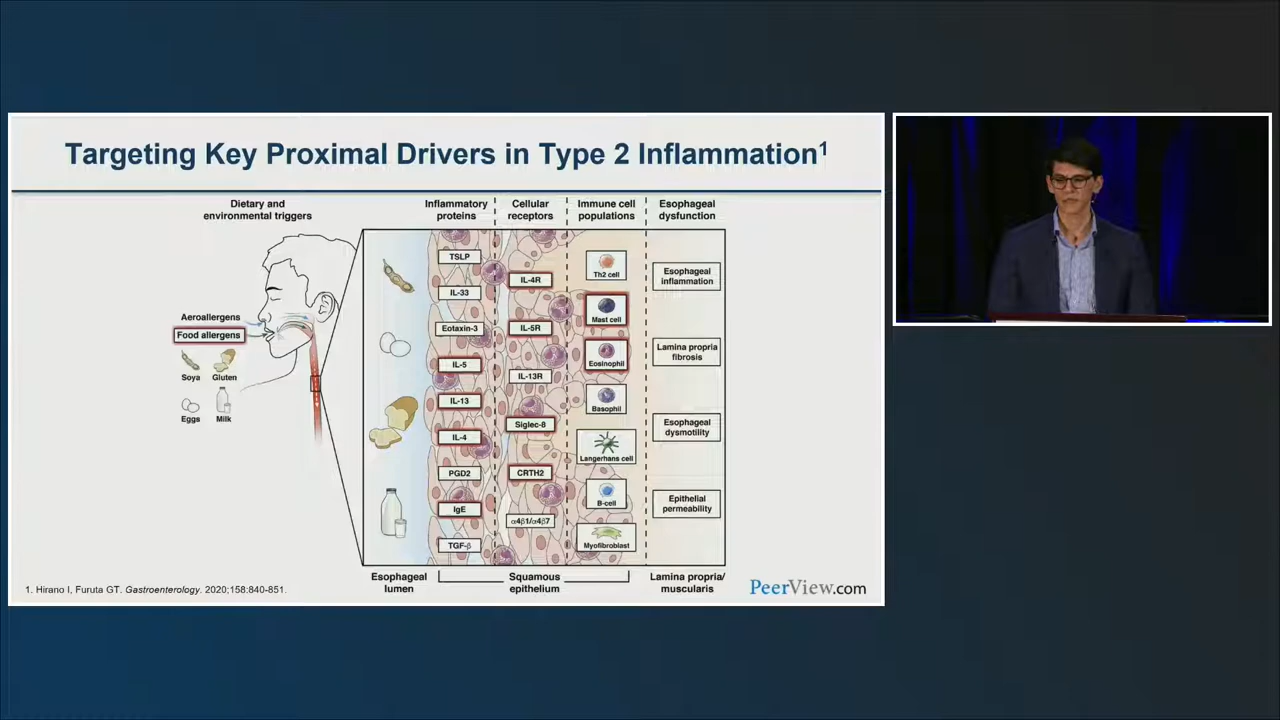 Targeting Key Proximal Drivers in Type 2 Inflammation1
Dietary and
environmental triggers
Inflammatory
proteins
Cellular
receptors
Immune cell
populations
Esophageal
dysfunction
Aeroallergens
Food allergens
Soya
Gluten
Eggs
Milk
TSLP
IL-33
Eotaxin-3
IL-5
IL-13
IL-4
PGD2
IgE
TGF-β
IL-4R
IL-5R
IL-13R
Siglec-8
CRTH2
α4β1/α4β7
Th2 cell
Mast cell
Eosinophil
Basophil
Langerhans cell
B-cell
Myofibroblast
Esophageal
inflammation
Lamina propria
fibrosis
Esophageal
dysmotility
Epithelial
permeability
Esophageal
lumen
Squamous
epithelium
Lamina propria/
muscularis
1. Hirano I, Furuta GT. Gastroenterology. 2020;158:840-851.
PeerView.com